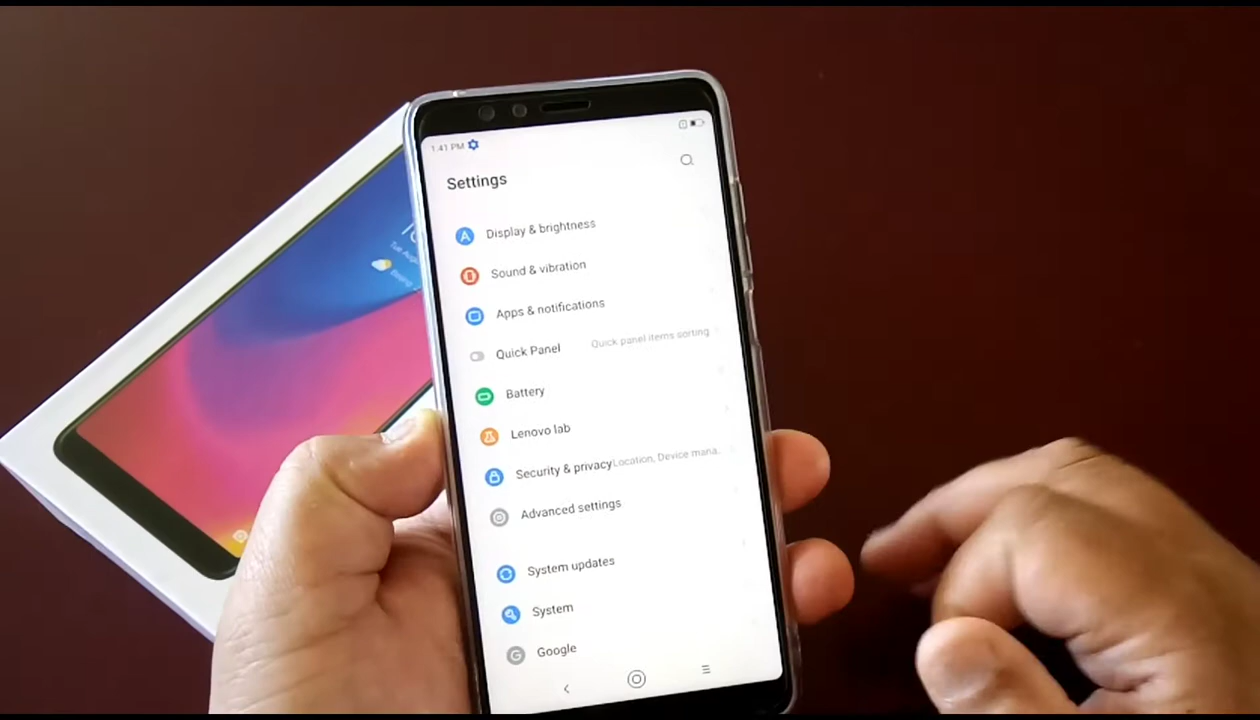 1:41 PM
Settings
Display & brightness
Sound & vibration
Apps & notifications
Quick Panel Quick panel items sorting
Battery
Lenovo lab
Security & privacy Location, Device mana..
Advanced settings
System updates
System
Google